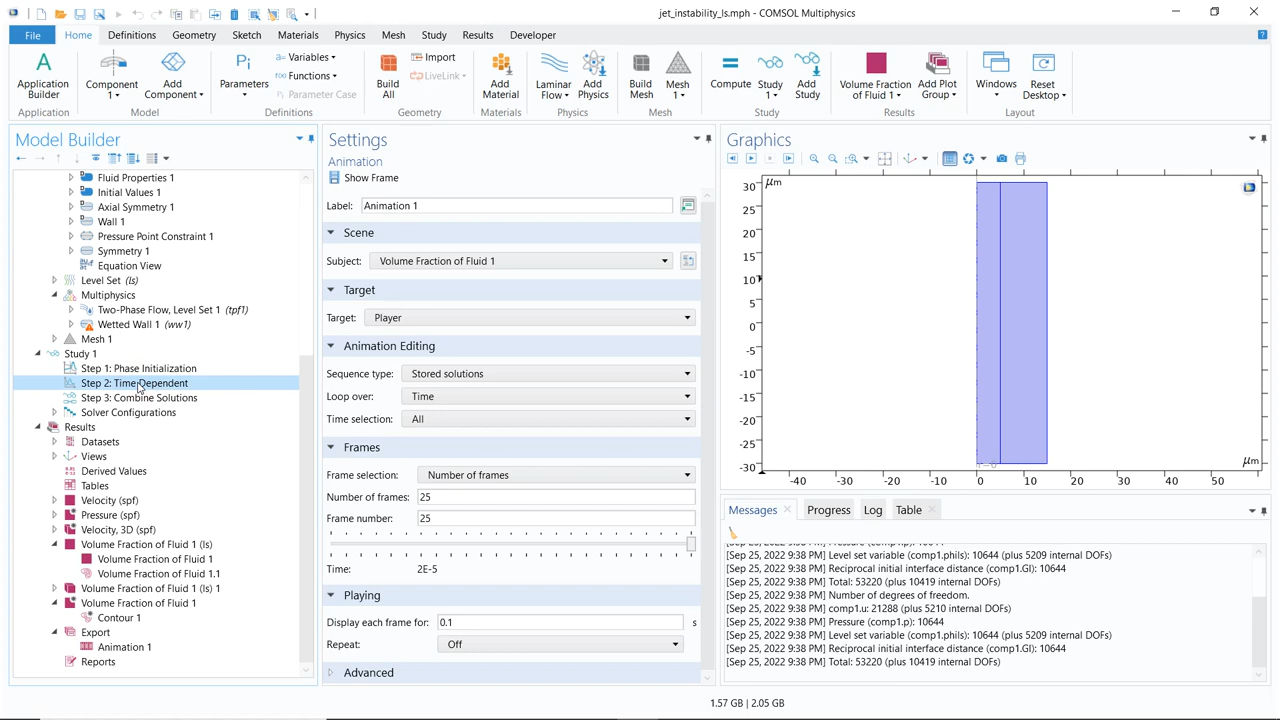 jet_instability_ls.mph - COMSOL Multiphysics
File Home Definitions Geometry Sketch Materials Physics Mesh Study Results Developer
Application Builder
Component 1
Add Component
Pi
Parameters
Variables
f(x) Functions
Parameter Case
Build All
Import
LiveLink
Add Material
Laminar Flow
Add Physics
Build Mesh
Mesh 1
Compute
Study 1
Add Study
Volume Fraction of Fluid 1
Add Plot Group
Windows
Reset Desktop
Application Model Definitions Geometry Materials Physics Mesh Study Results Layout
Model Builder
Fluid Properties 1
Initial Values 1
Axial Symmetry 1
Wall 1
Pressure Point Constraint 1
Symmetry 1
Equation View
Level Set (ls)
Multiphysics
Two-Phase Flow, Level Set 1 (tpf1)
Wetted Wall 1 (ww1)
Mesh 1
Study 1
Step 1: Phase Initialization
Step 2: Time Dependent
Step 3: Combine Solutions
Solver Configurations
Results
Datasets
Views
Derived Values
Tables
Velocity (spf)
Pressure (spf)
Velocity, 3D (spf)
Volume Fraction of Fluid 1 (ls)
Volume Fraction of Fluid 1
Volume Fraction of Fluid 1.1
Volume Fraction of Fluid 1 (ls) 1
Volume Fraction of Fluid 1
Contour 1
Export
Animation 1
Reports
Settings
Animation
Show Frame
Label: Animation 1
Scene
Subject: Volume Fraction of Fluid 1
Target
Target: Player
Animation Editing
Sequence type: Stored solutions
Loop over: Time
Time selection: All
Frames
Frame selection: Number of frames
Number of frames: 25
Frame number: 25
Time: 2E-5
Playing
Display each frame for: 0.1 s
Repeat: Off
Advanced
Graphics
µm
30
25
20
15
10
5
0
-5
-10
-15
-20
-25
-30
r=0
µm
-40 -30 -20 -10 0 10 20 30 40 50
Messages Progress Log Table
[Sep 25, 2022 9:38 PM] Level set variable (comp1.phils): 10644 (plus 5209 internal DOFs)
[Sep 25, 2022 9:38 PM] Reciprocal initial interface distance (comp1.GI): 10644
[Sep 25, 2022 9:38 PM] Total: 53220 (plus 10419 internal DOFs)
[Sep 25, 2022 9:38 PM] Number of degrees of freedom.
[Sep 25, 2022 9:38 PM] comp1.u: 21288 (plus 5210 internal DOFs)
[Sep 25, 2022 9:38 PM] Pressure (comp1.p): 10644
[Sep 25, 2022 9:38 PM] Level set variable (comp1.phils): 10644 (plus 5209 internal DOFs)
[Sep 25, 2022 9:38 PM] Reciprocal initial interface distance (comp1.GI): 10644
[Sep 25, 2022 9:38 PM] Total: 53220 (plus 10419 internal DOFs)
1.57 GB | 2.05 GB